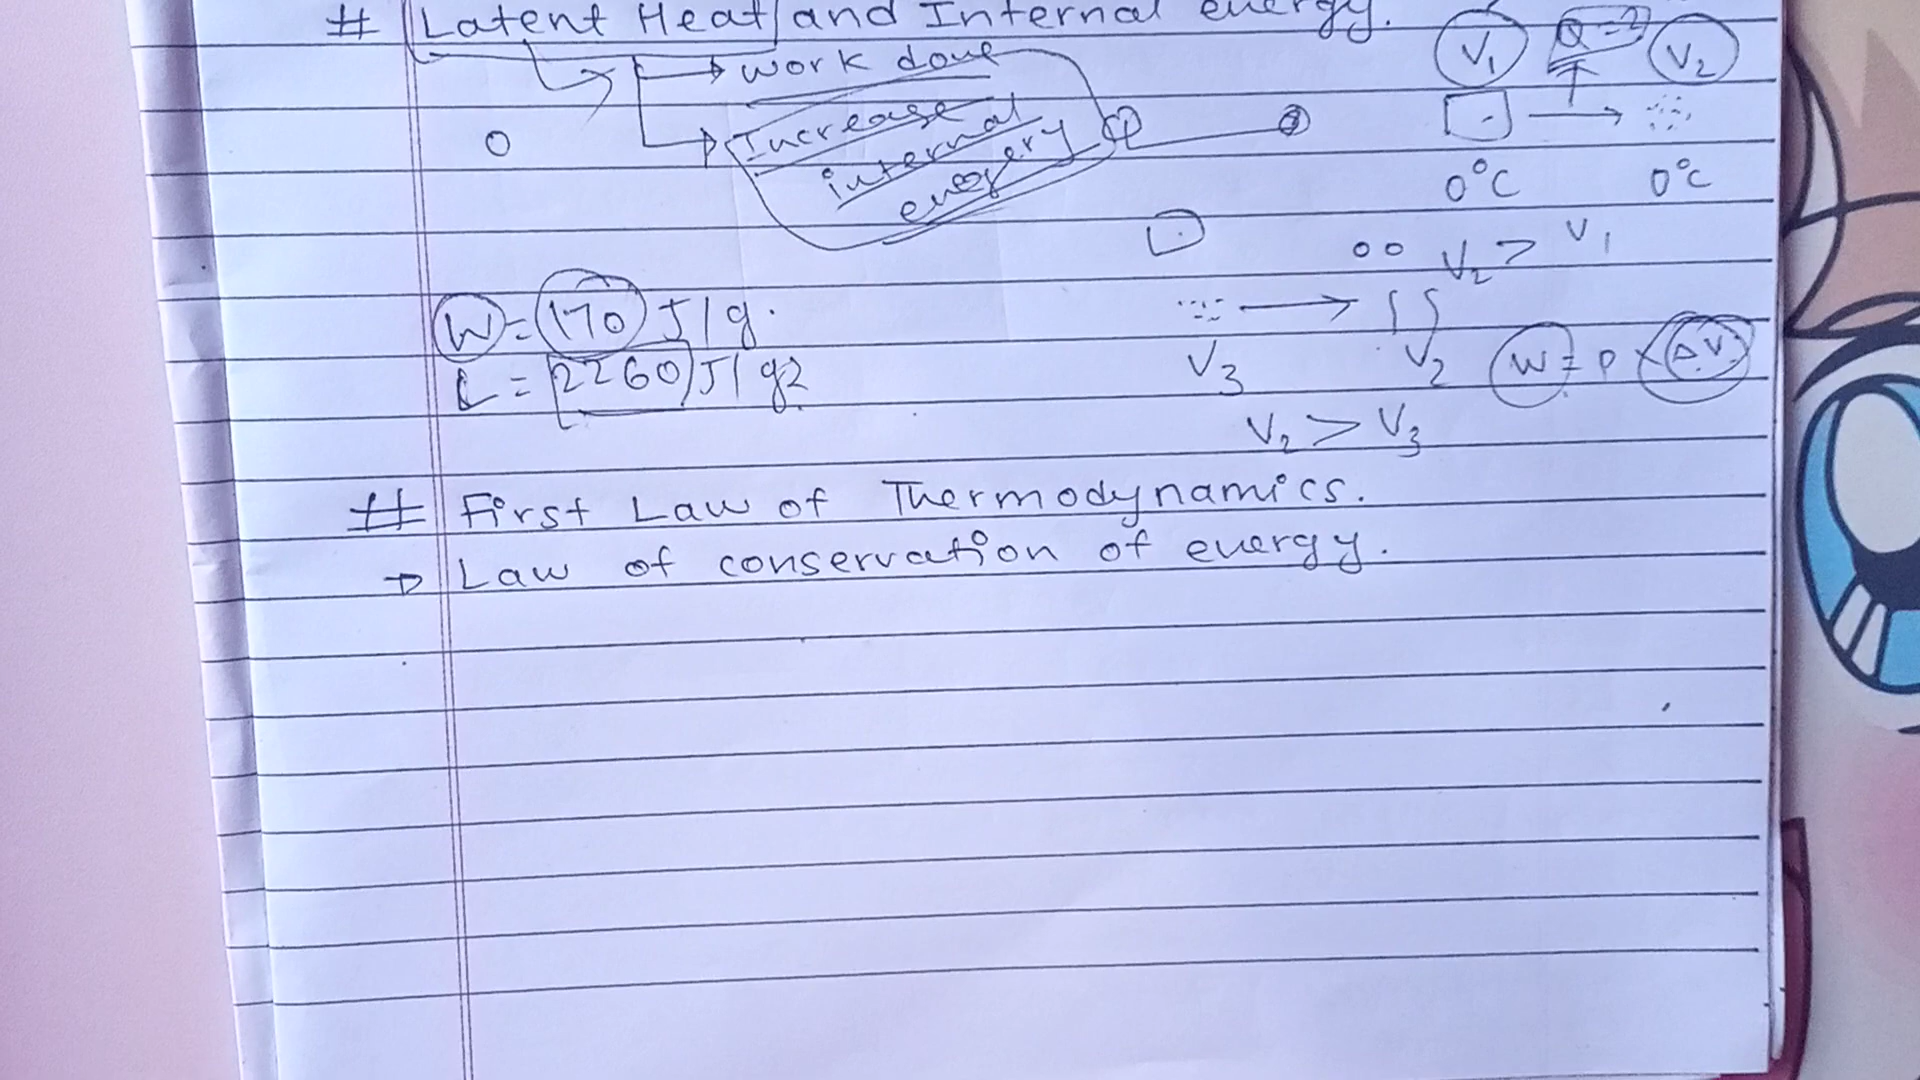 # Latent Heat and Internal energy.
→ work done
→ Increase
internal
energy
V₁ V₂
0°C 0°C
V₂ > V₁
W = 170 J/g.
L = 2260 J/g
V₃ V₂ W = P × ΔV
V₂ > V₃
# First Law of Thermodynamics.
→ Law of conservation of energy.